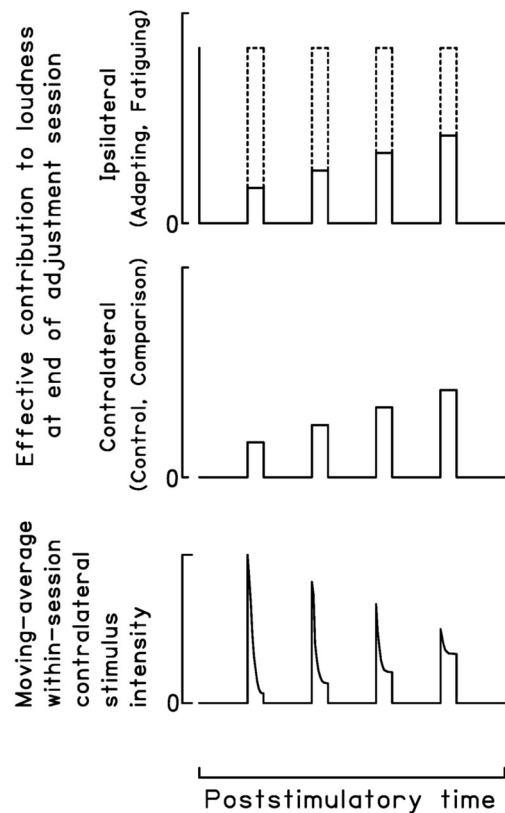 Effective contribution to loudness
at end of adjustment session
Ipsilateral
(Adapting, Fatiguing)
0
Contralateral
(Control, Comparison)
0
Moving-average
within-session
contralateral
stimulus
intensity
0
Poststimulatory time